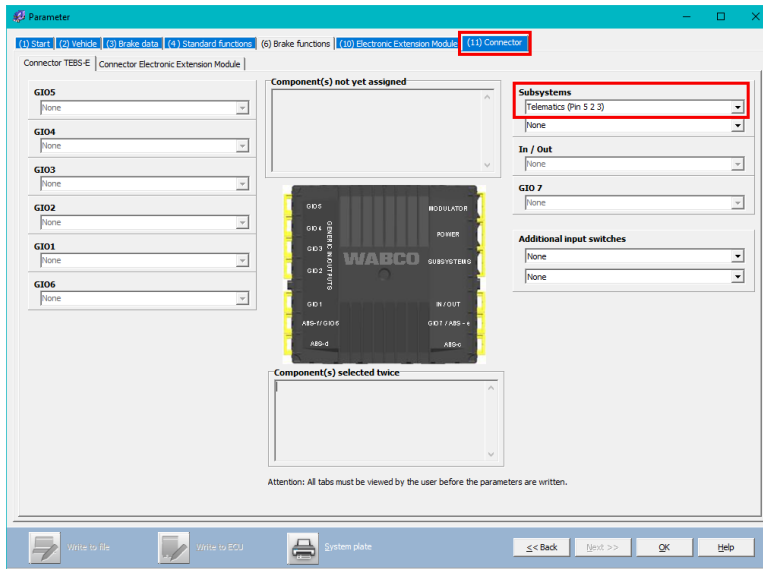 Parameter
(1) Start (2) Vehicle (3) Brake data (4) Standard functions (6) Brake functions (10) Electronic Extension Module (11) Connector
Connector TEBS-E Connector Electronic Extension Module
GIO5
None
GIO4
None
GIO3
None
GIO2
None
GIO1
None
GIO6
None
Component(s) not yet assigned
GIO5
GIO4
GIO3
GIO2
GIO1
ABS-f/GIO6
ABS-d
GENERIC IN/OUTPUTS
WABCO
MODULATOR
POWER
SUBSYSTEMS
IN/OUT
GIO7 / ABS - e
ABS-c
Component(s) selected twice
Attention: All tabs must be viewed by the user before the parameters are written.
Subsystems
Telematics (Pin 5 2 3)
None
In / Out
None
GIO 7
None
Additional input switches
None
None
Write to file Write to ECU System plate << Back Next >> OK Help